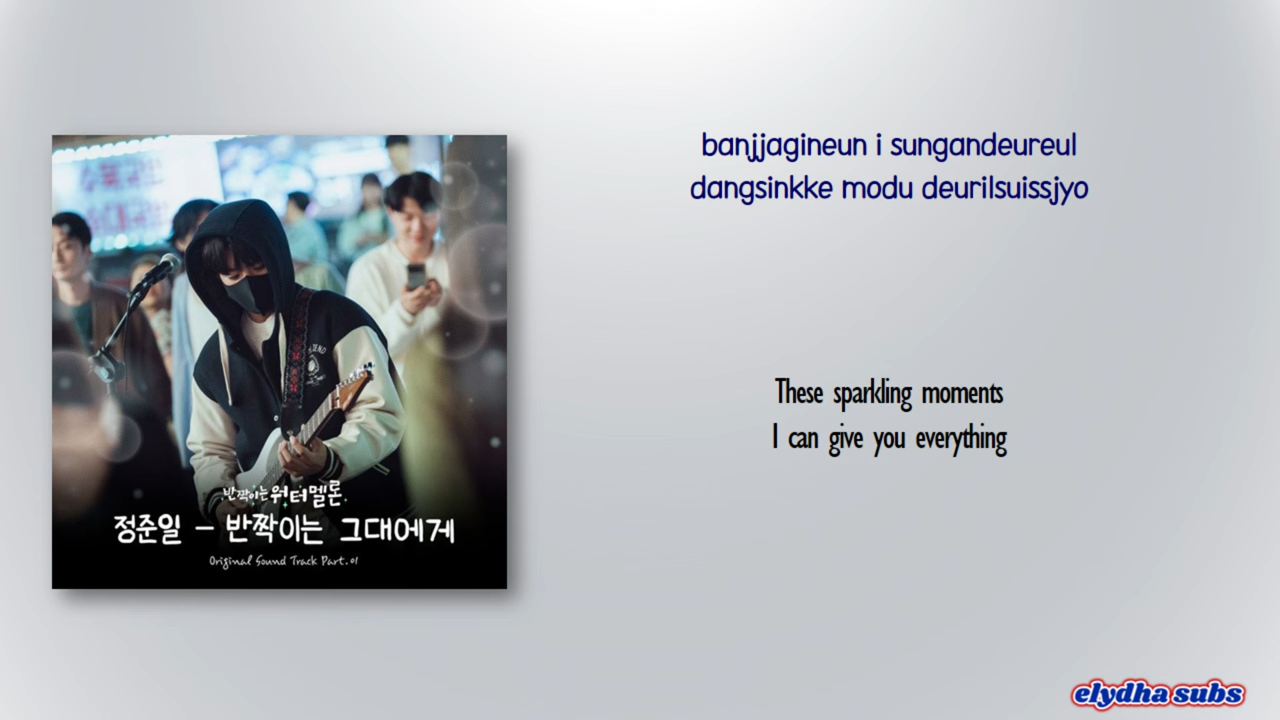 banjjagineun i sungandeureul
dangsinkke modu deurilsuissjyo
These sparkling moments
I can give you everything
반짝이는 워터멜론
정준일 – 반짝이는 그대에게
Original Sound Track Part.01
elydha subs